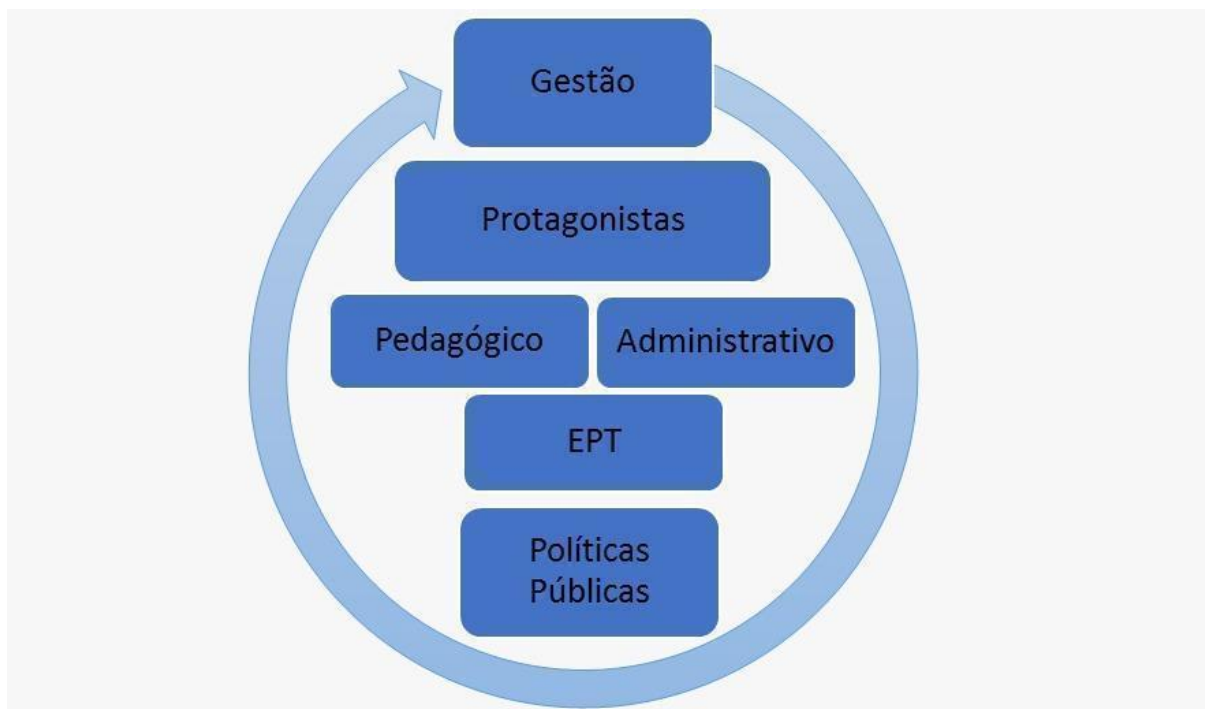 Gestão
Protagonistas
Pedagógico
Administrativo
EPT
Políticas
Públicas